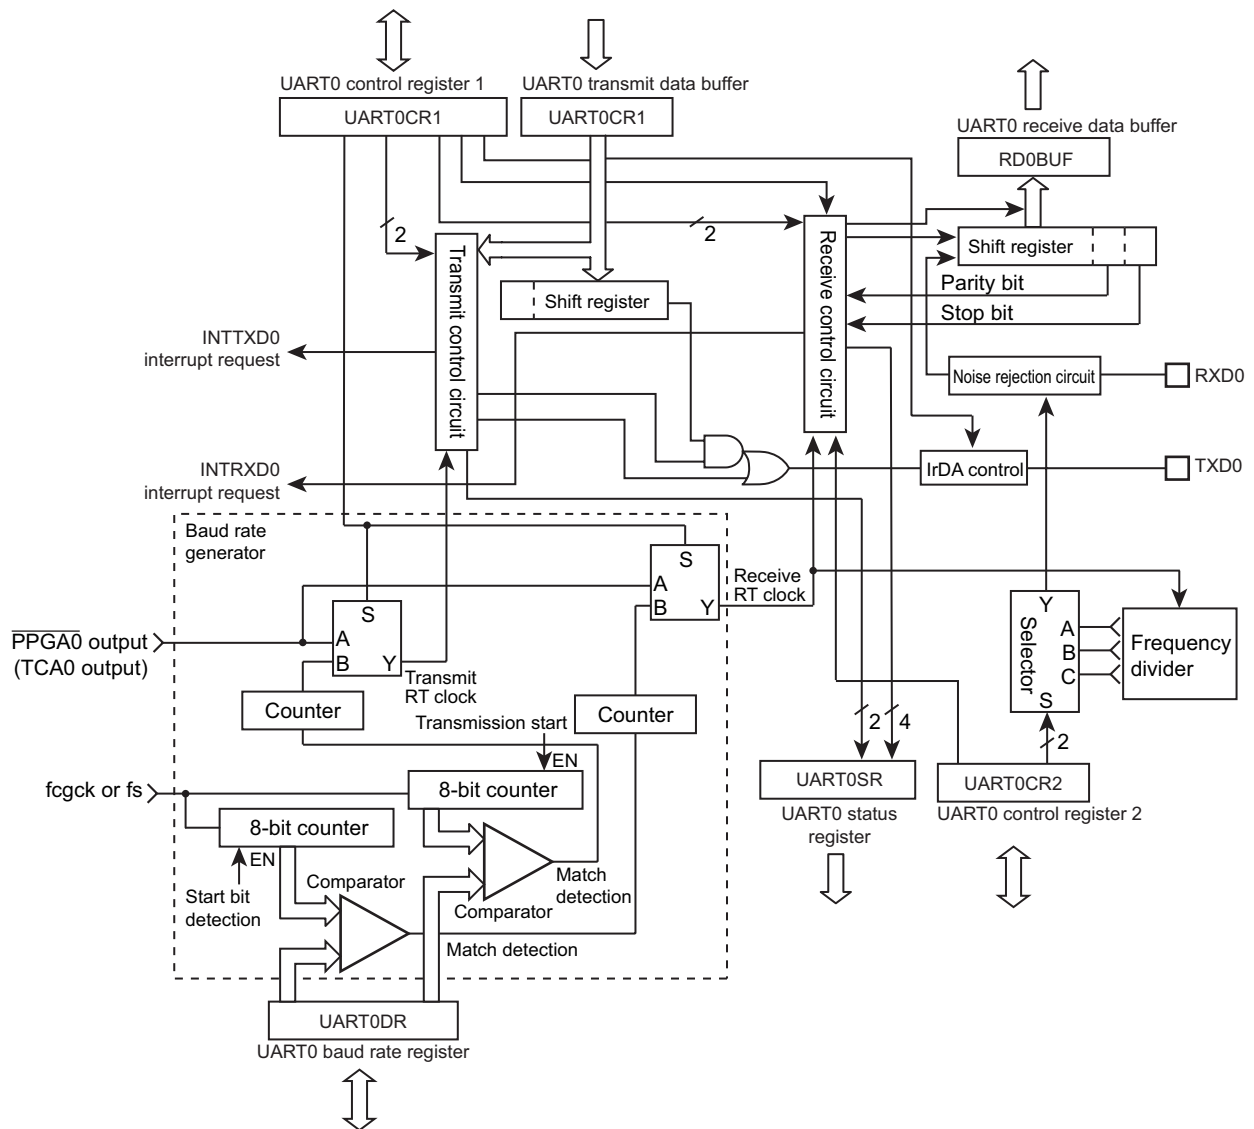 UART0 control register 1
UART0CR1
UART0 transmit data buffer
UART0CR1
UART0 receive data buffer
RD0BUF
2
2
Transmit control circuit
Receive control circuit
Shift register
Shift register
Parity bit
Stop bit
INTTXD0
interrupt request
Noise rejection circuit
RXD0
INTRXD0
interrupt request
IrDA control
TXD0
Baud rate
generator
S
A
B
Y
Receive
RT clock
S
A
B
Y
Transmit
RT clock
PPGA0 output
(TCA0 output)
Y
Selector
A
B
C
S
Frequency
divider
Counter
Counter
Transmission start
EN
2
4
2
fcgck or fs
8-bit counter
8-bit counter
EN
Start bit
detection
Comparator
Comparator
Match
detection
Match detection
UART0SR
UART0 status
register
UART0CR2
UART0 control register 2
UART0DR
UART0 baud rate register